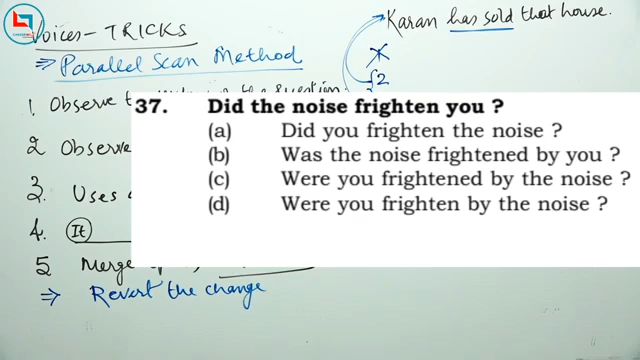 Voices - TRICKS
⇒ Parallel Scan Method
Karan has sold that house.
1. Observe the question.
2 Observe
3. Uses
4. It
5 Merge
⇒ Revert the change
37. Did the noise frighten you ?
(a) Did you frighten the noise ?
(b) Was the noise frightened by you ?
(c) Were you frightened by the noise ?
(d) Were you frighten by the noise ?